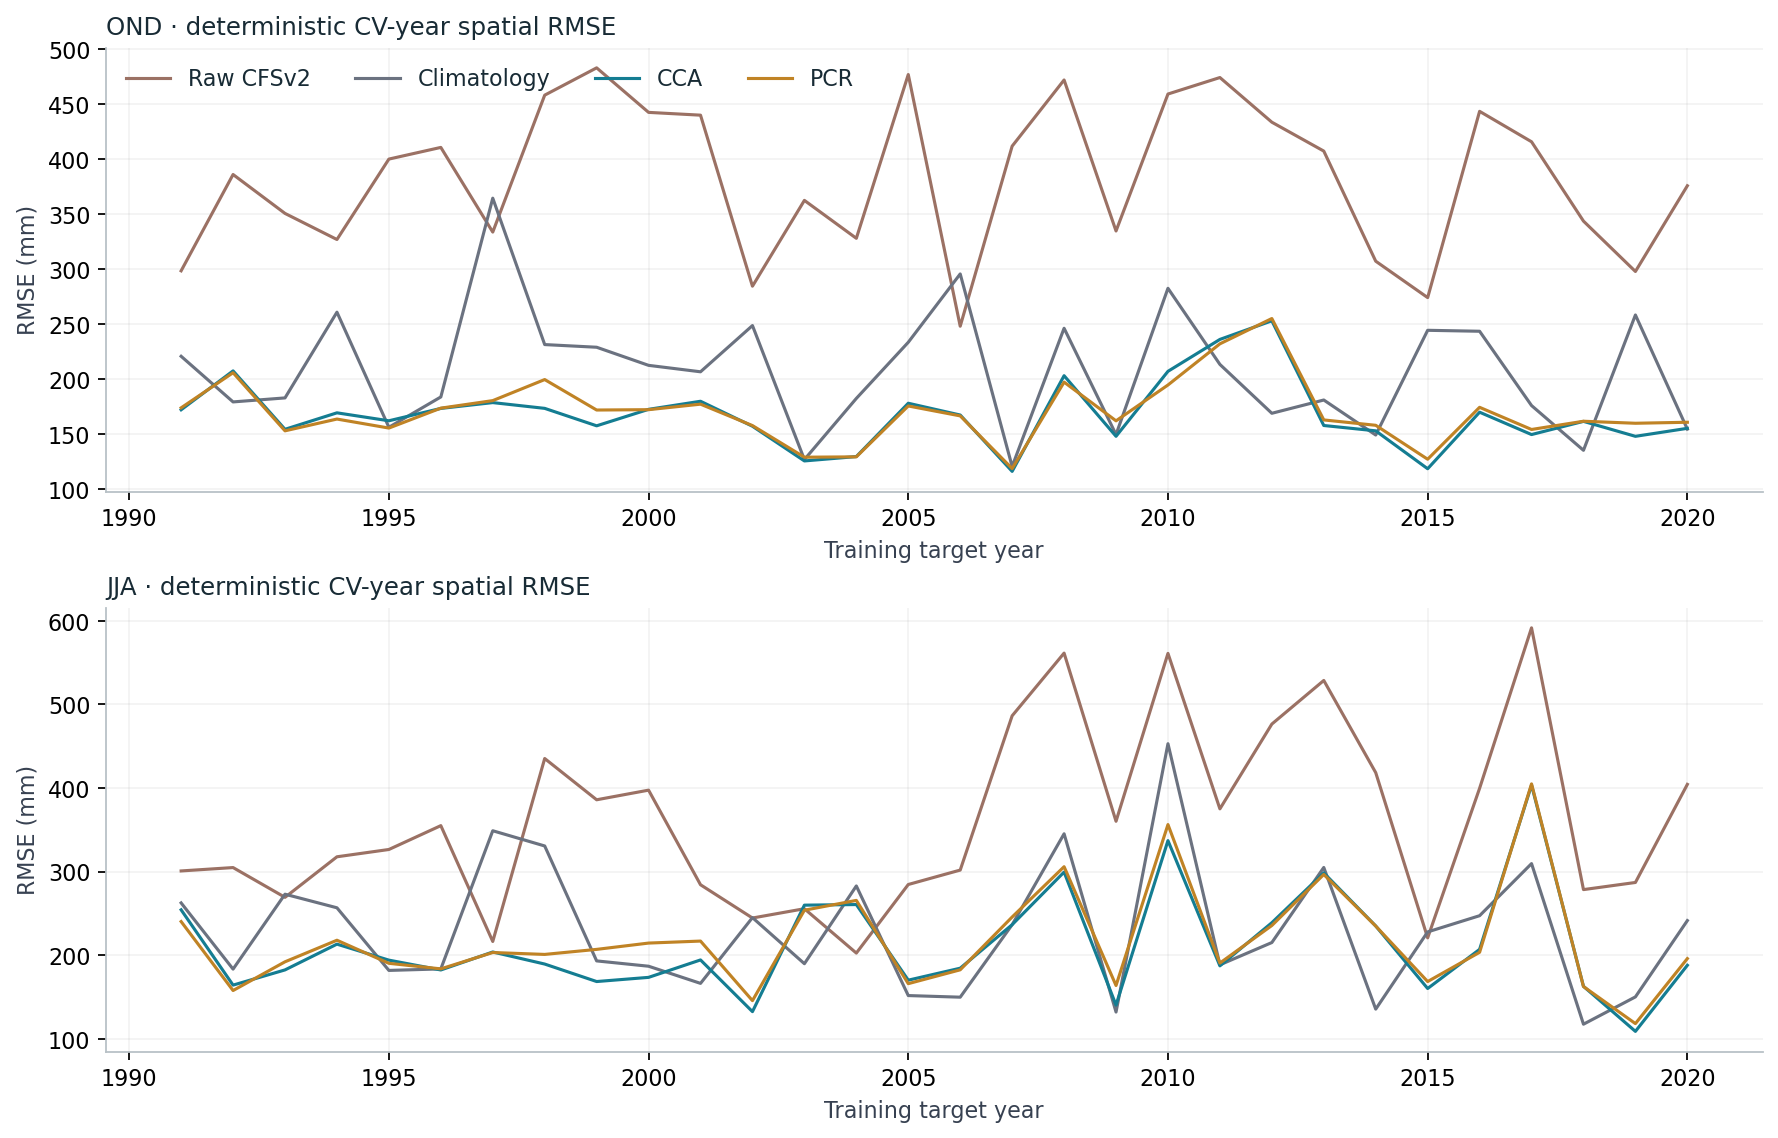 OND · deterministic CV-year spatial RMSE
Raw CFSv2 Climatology CCA PCR
RMSE (mm)
500
450
400
350
300
250
200
150
100
1990 1995 2000 2005 2010 2015 2020
Training target year
JJA · deterministic CV-year spatial RMSE
RMSE (mm)
600
500
400
300
200
100
1990 1995 2000 2005 2010 2015 2020
Training target year